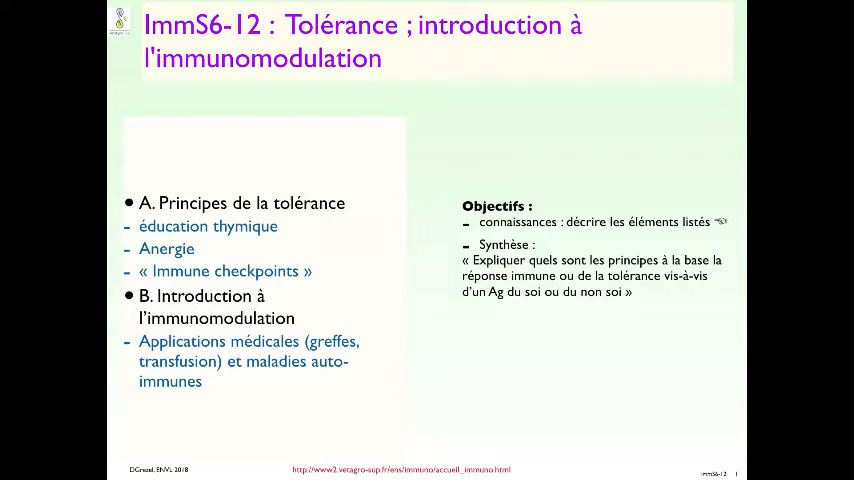 ImmS6-12 : Tolérance ; introduction à
l'immunomodulation
• A. Principes de la tolérance
- éducation thymique
- Anergie
- « Immune checkpoints »
• B. Introduction à
l'immunomodulation
- Applications médicales (greffes,
transfusion) et maladies auto-
immunes
Objectifs :
- connaissances : décrire les éléments listés ☜
- Synthèse :
« Expliquer quels sont les principes à la base la
réponse immune ou de la tolérance vis-à-vis
d'un Ag du soi ou du non soi »
DGrezel, ENVL 2018
http://www2.vetagro-sup.fr/ens/immuno/accueil_immuno.html
ImmS6-12 1